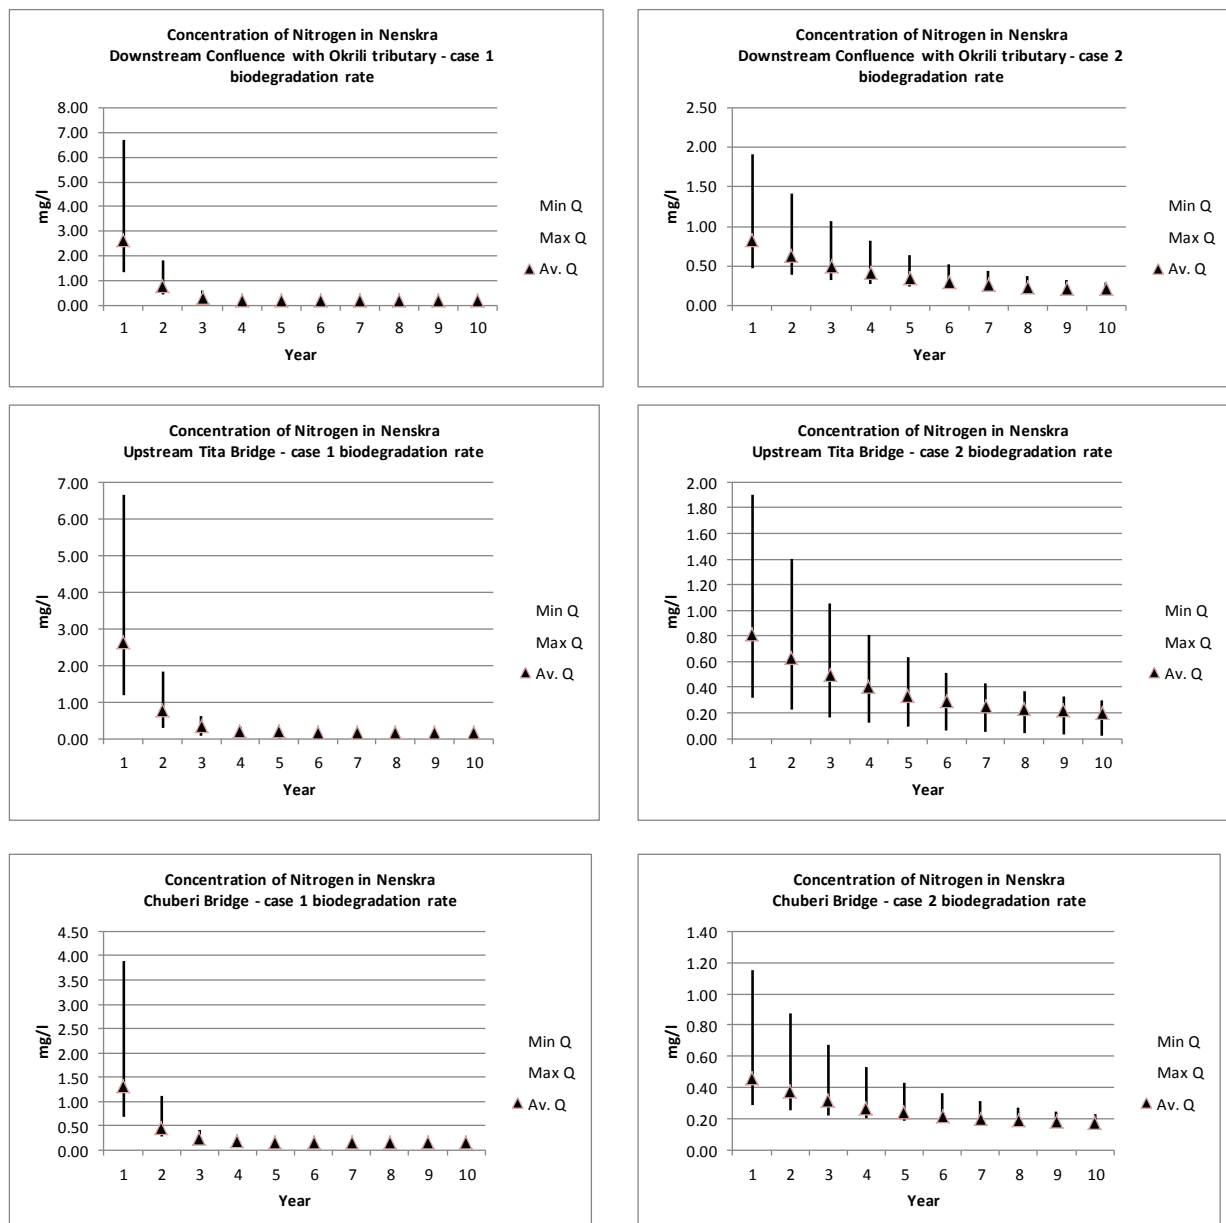 Concentration of Nitrogen in Nenskra
Downstream Confluence with Okrili tributary - case 1
biodegradation rate
8.00
7.00
6.00
5.00
4.00
3.00
2.00
1.00
0.00
mg/l
1 2 3 4 5 6 7 8 9 10
Year
Min Q
Max Q
Av. Q
Concentration of Nitrogen in Nenskra
Downstream Confluence with Okrili tributary - case 2
biodegradation rate
2.50
2.00
1.50
1.00
0.50
0.00
mg/l
1 2 3 4 5 6 7 8 9 10
Year
Min Q
Max Q
Av. Q
Concentration of Nitrogen in Nenskra
Upstream Tita Bridge - case 1 biodegradation rate
7.00
6.00
5.00
4.00
3.00
2.00
1.00
0.00
mg/l
1 2 3 4 5 6 7 8 9 10
Year
Min Q
Max Q
Av. Q
Concentration of Nitrogen in Nenskra
Upstream Tita Bridge - case 2 biodegradation rate
2.00
1.80
1.60
1.40
1.20
1.00
0.80
0.60
0.40
0.20
0.00
mg/l
1 2 3 4 5 6 7 8 9 10
Year
Min Q
Max Q
Av. Q
Concentration of Nitrogen in Nenskra
Chuberi Bridge - case 1 biodegradation rate
4.50
4.00
3.50
3.00
2.50
2.00
1.50
1.00
0.50
0.00
mg/l
1 2 3 4 5 6 7 8 9 10
Year
Min Q
Max Q
Av. Q
Concentration of Nitrogen in Nenskra
Chuberi Bridge - case 2 biodegradation rate
1.40
1.20
1.00
0.80
0.60
0.40
0.20
0.00
mg/l
1 2 3 4 5 6 7 8 9 10
Year
Min Q
Max Q
Av. Q